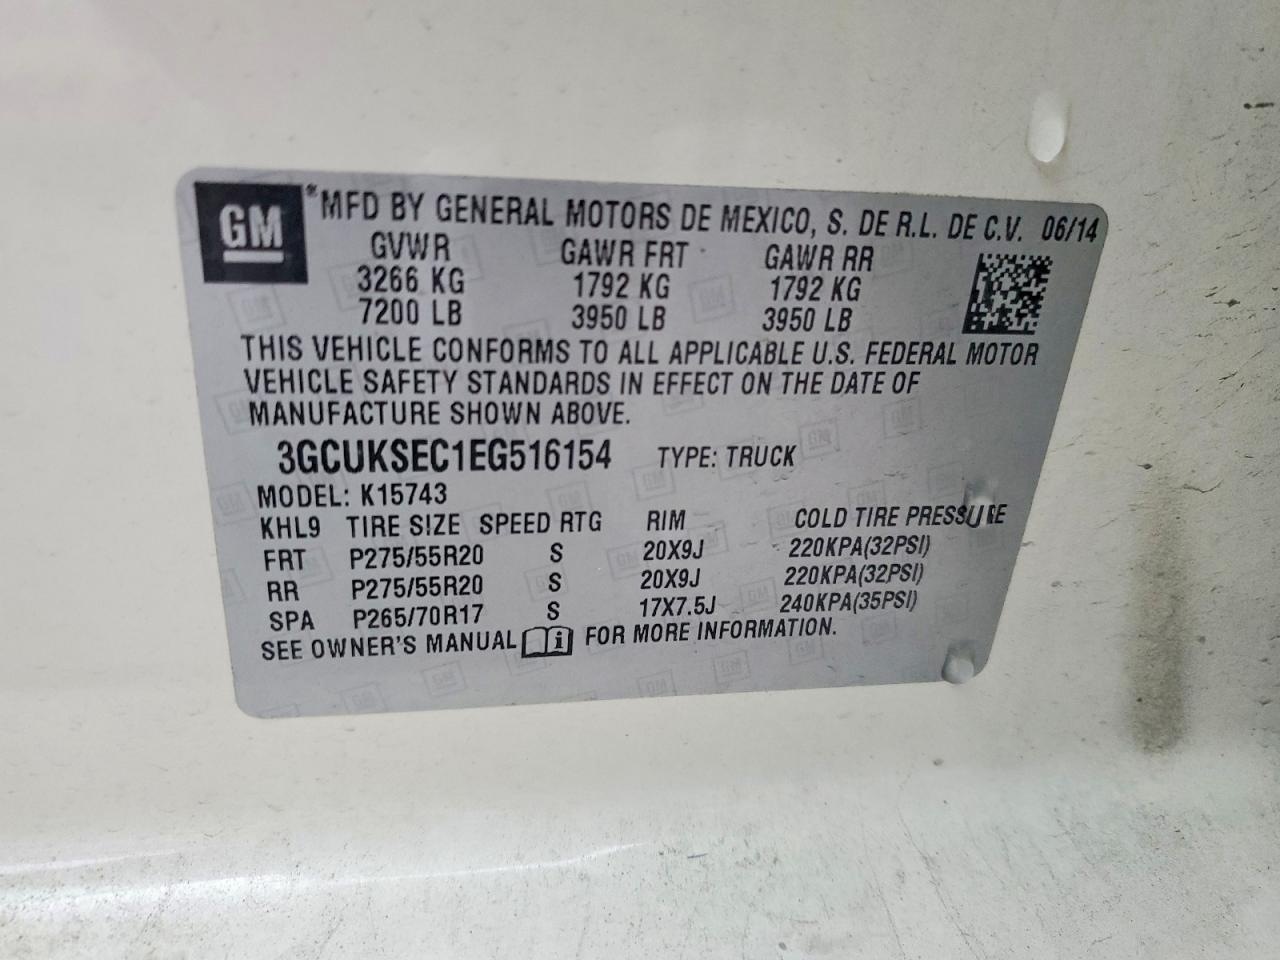 GM *MFD BY GENERAL MOTORS DE MEXICO, S. DE R.L. DE C.V. 06/14
GVWR GAWR FRT GAWR RR
3266 KG 1792 KG 1792 KG
7200 LB 3950 LB 3950 LB
THIS VEHICLE CONFORMS TO ALL APPLICABLE U.S. FEDERAL MOTOR
VEHICLE SAFETY STANDARDS IN EFFECT ON THE DATE OF
MANUFACTURE SHOWN ABOVE.
3GCUKSEC1EG516154 TYPE: TRUCK
MODEL: K15743
KHL9 TIRE SIZE SPEED RTG RIM COLD TIRE PRESSURE
FRT P275/55R20 S 20X9J 220KPA(32PSI)
RR P275/55R20 S 20X9J 220KPA(32PSI)
SPA P265/70R17 S 17X7.5J 240KPA(35PSI)
SEE OWNER'S MANUAL i FOR MORE INFORMATION.